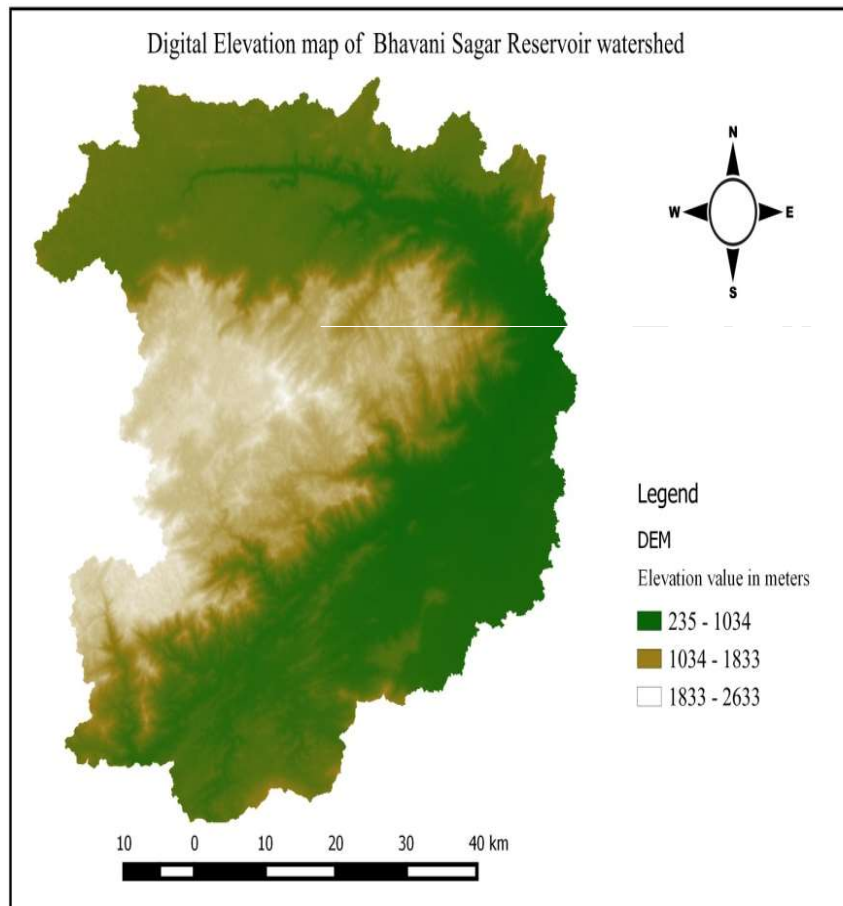 Digital Elevation map of Bhavani Sagar Reservoir watershed
N
W E
S
Legend
DEM
Elevation value in meters
235 - 1034
1034 - 1833
1833 - 2633
10 0 10 20 30 40 km